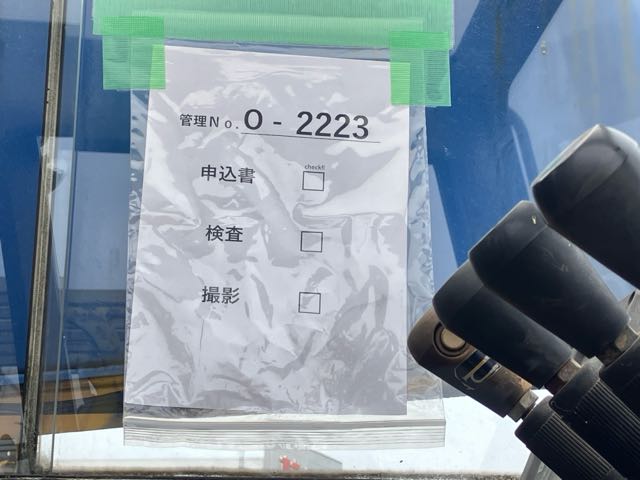 管理No. O - 2223
check!!
申込書 □
検査 □
撮影 □